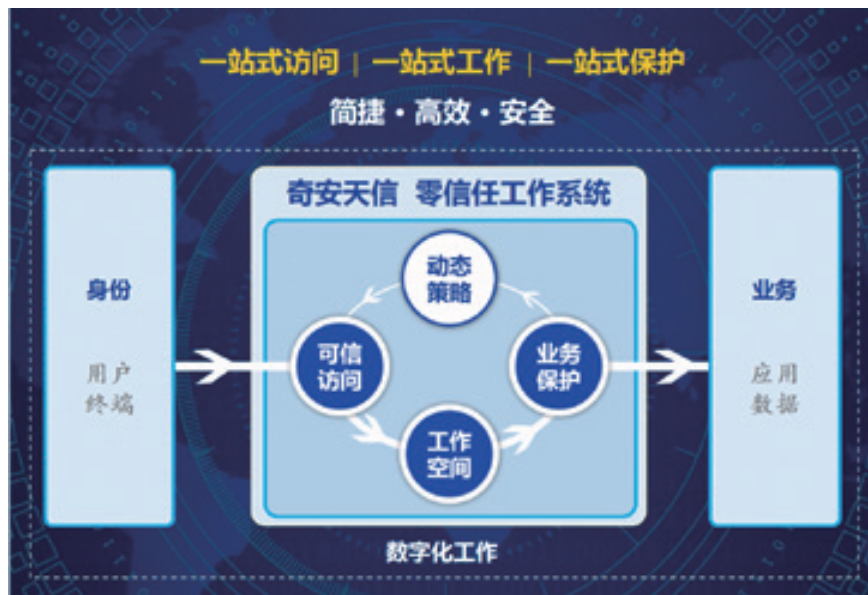 一站式访问 | 一站式工作 | 一站式保护
简捷·高效·安全
奇安天信 零信任工作系统
身份
用户
终端
动态
策略
可信
访问
业务
保护
工作
空间
业务
应用
数据
数字化工作